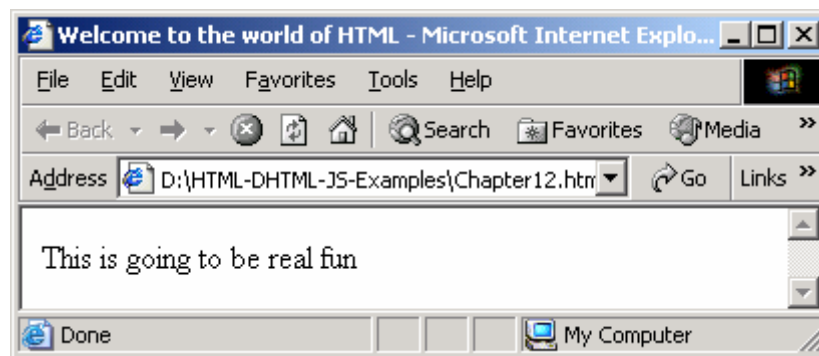 Welcome to the world of HTML - Microsoft Internet Explo...
File Edit View Favorites Tools Help
Back Search Favorites Media »
Address D:\HTML-DHTML-JS-Examples\Chapter12.htm Go Links »
This is going to be real fun
Done My Computer